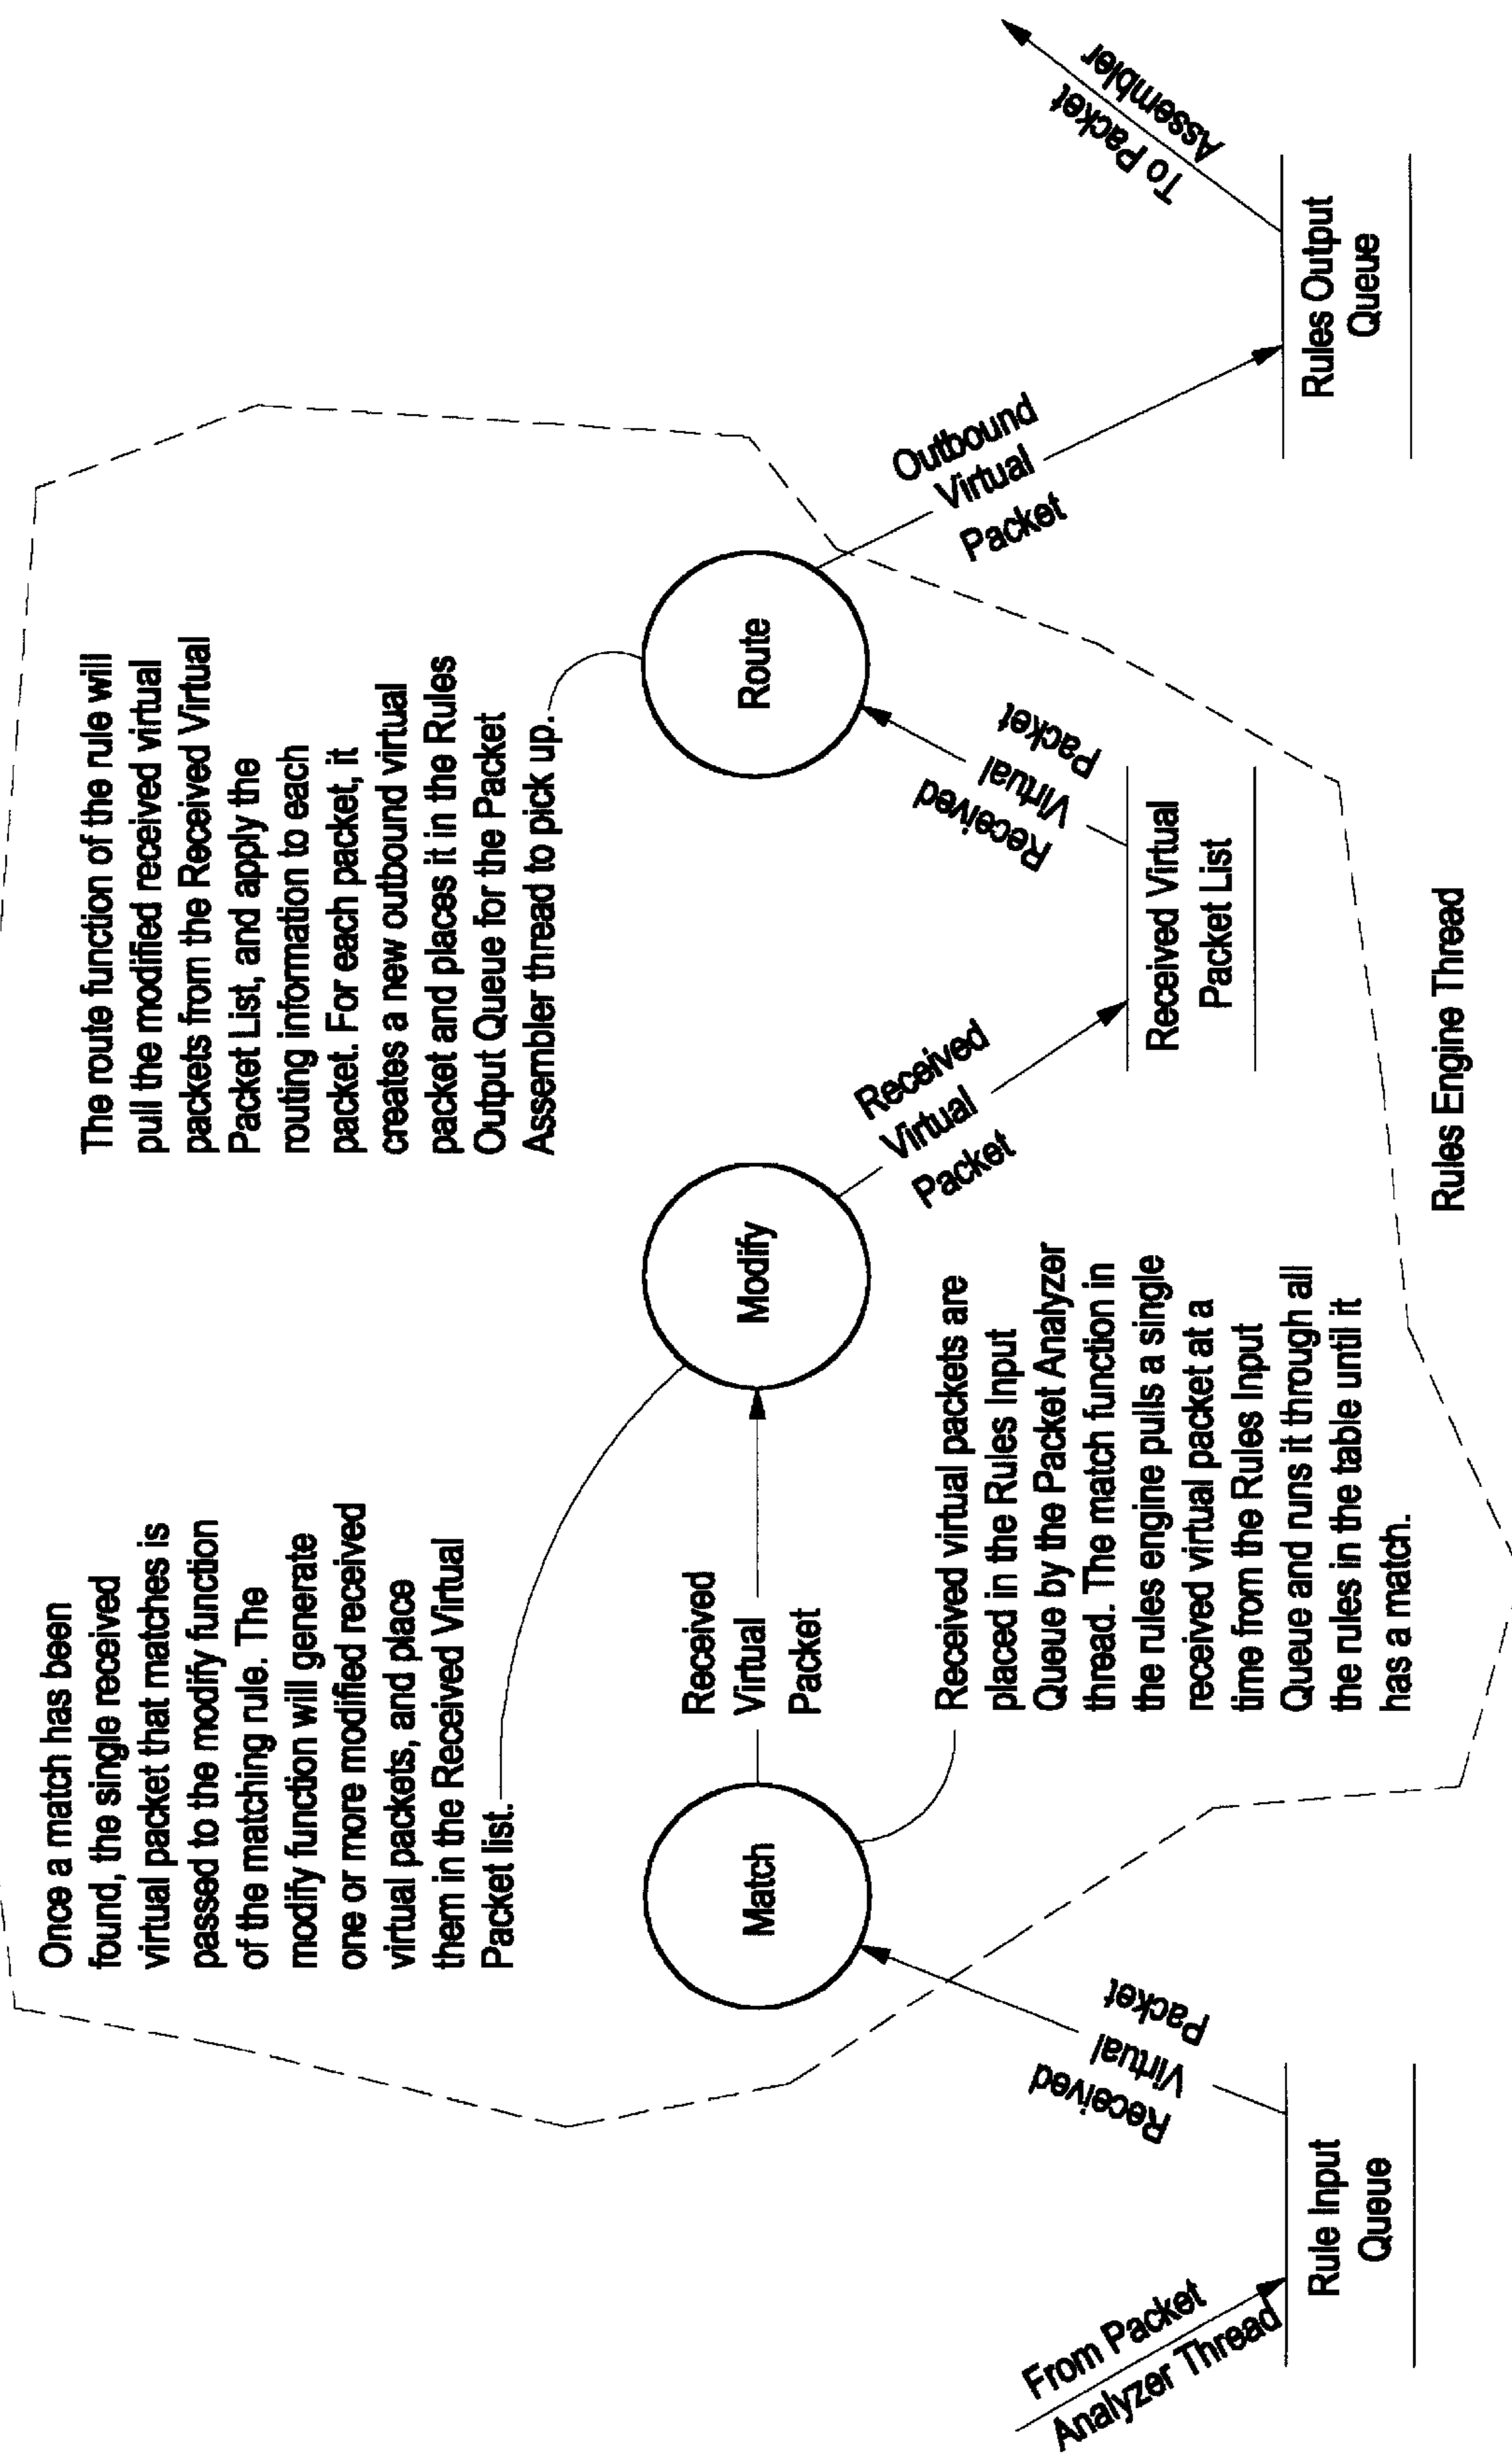 Once a match has been
found, the single received
virtual packet that matches is
passed to the modify function
of the matching rule. The
modify function will generate
one or more modified received
virtual packets, and place
them in the Received Virtual
Packet list.
The route function of the rule will
pull the modified received virtual
packets from the Received Virtual
Packet List, and apply the
routing information to each
packet. For each packet, it
creates a new outbound virtual
packet and places it in the Rules
Output Queue for the Packet
Assembler thread to pick up.
Match
Received
Virtual
Packet
Modify
Route
Received virtual packets are
placed in the Rules Input
Queue by the Packet Analyzer
thread. The match function in
the rules engine pulls a single
received virtual packet at a
time from the Rules Input
Queue and runs it through all
the rules in the table until it
has a match.
Received
Virtual
Packet
Received
Virtual
Packet
Received
Virtual
Packet
Outbound
Virtual
Packet
To Packet
Assembler
From Packet
Analyzer Thread
Rule Input
Queue
Received Virtual
Packet List
Rules Output
Queue
Rules Engine Thread